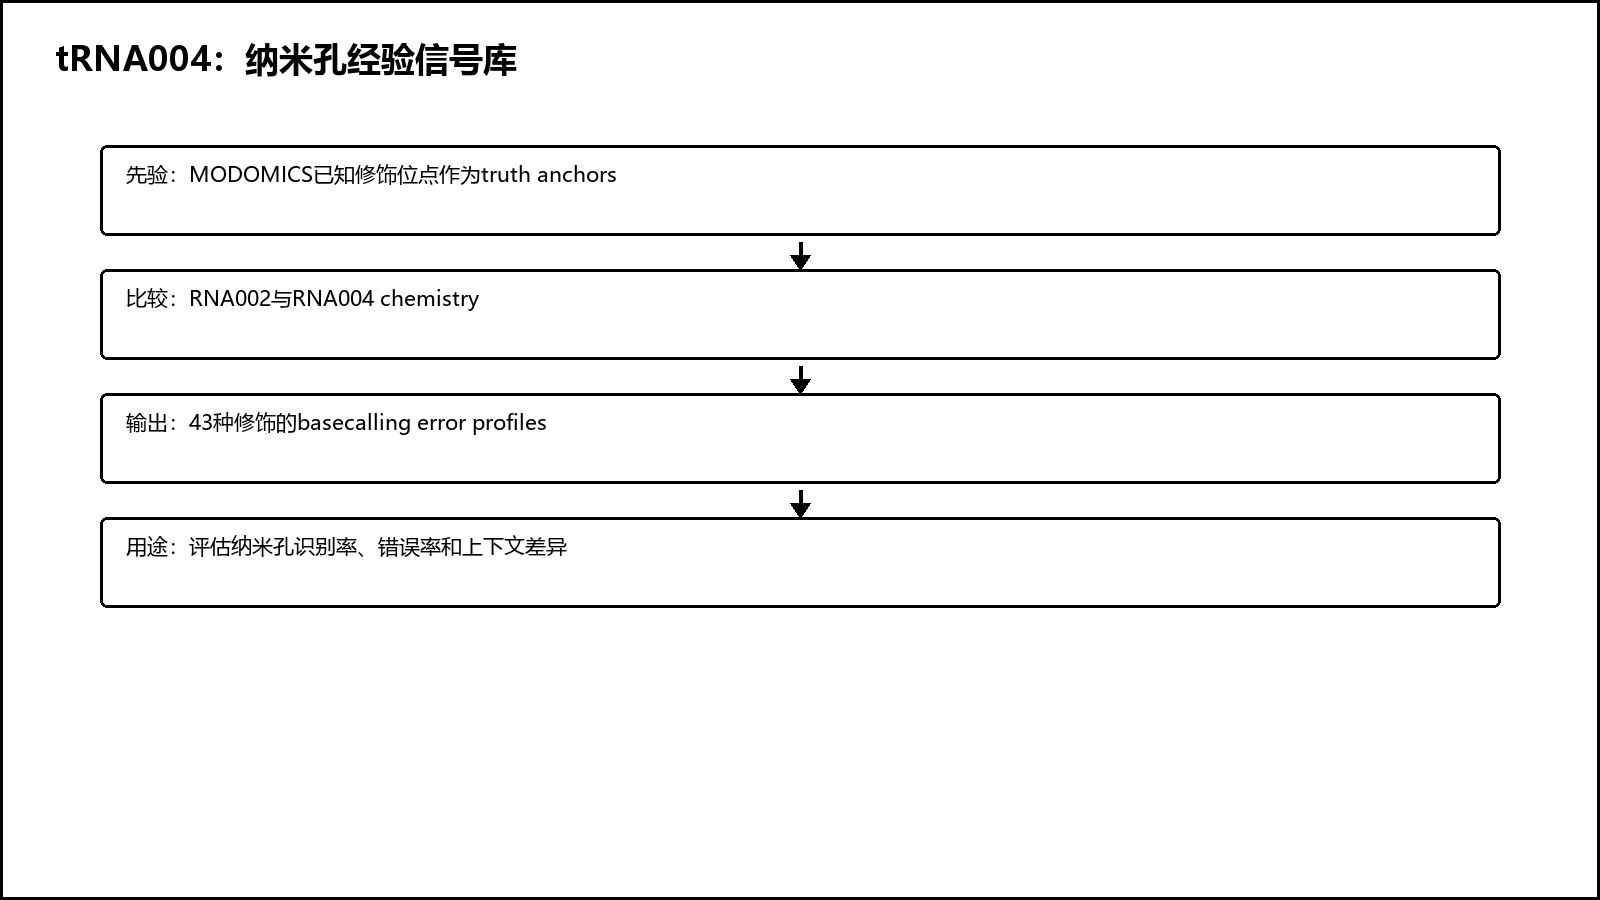 tRNA004：纳米孔经验信号库
先验：MODOMICS已知修饰位点作为truth anchors
比较：RNA002与RNA004 chemistry
输出：43种修饰的basecalling error profiles
用途：评估纳米孔识别率、错误率和上下文差异